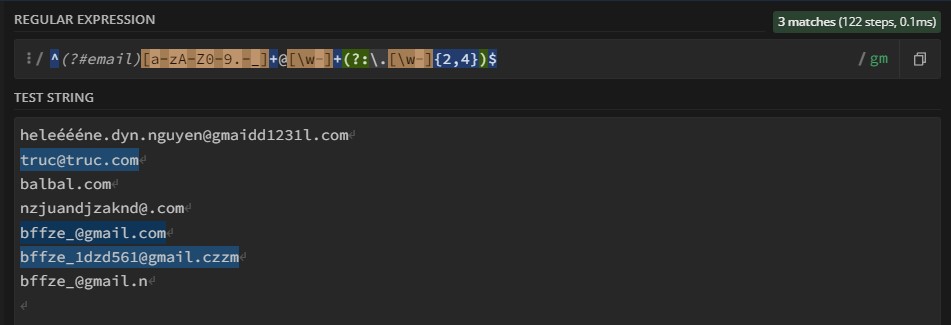 REGULAR EXPRESSION
3 matches (122 steps, 0.1ms)
/ ^(?#email)[a-zA-Z0-9.-_]+@[\w-]+(?:\.[\w-]{2,4})$ / gm
TEST STRING
heleéééne.dyn.nguyen@gmaidd1231l.com
truc@truc.com
balbal.com
nzjuandjzaknd@.com
bffze_@gmail.com
bffze_1dzd561@gmail.czzm
bffze_@gmail.n